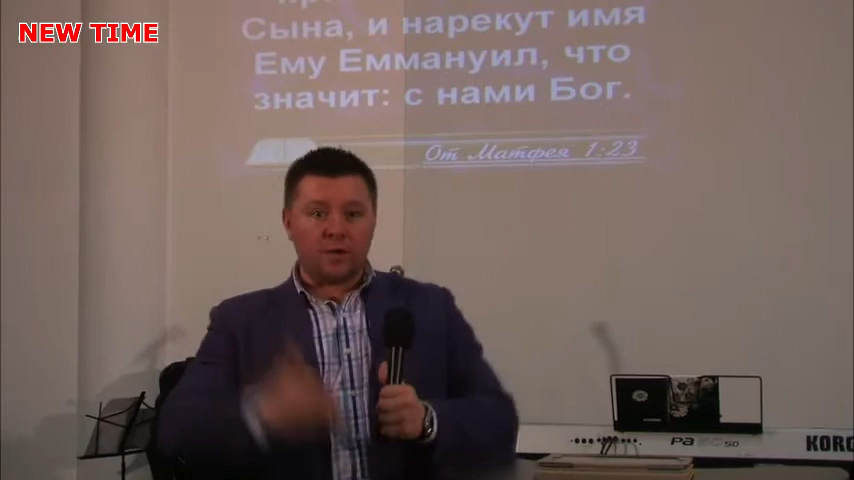 NEW TIME
Сына, и нарекут имя
Ему Еммануил, что
значит: с нами Бог.
От Матфея 1:23
KORG